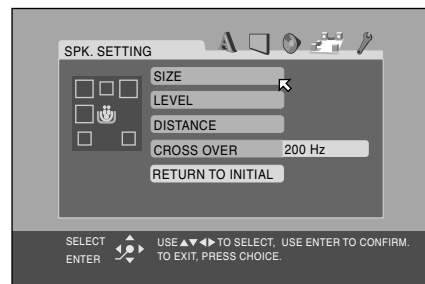 SPK. SETTING
SIZE
LEVEL
DISTANCE
CROSS OVER 200 Hz
RETURN TO INITIAL
SELECT
ENTER
USE▲▼◀▶TO SELECT, USE ENTER TO CONFIRM.
TO EXIT, PRESS CHOICE.